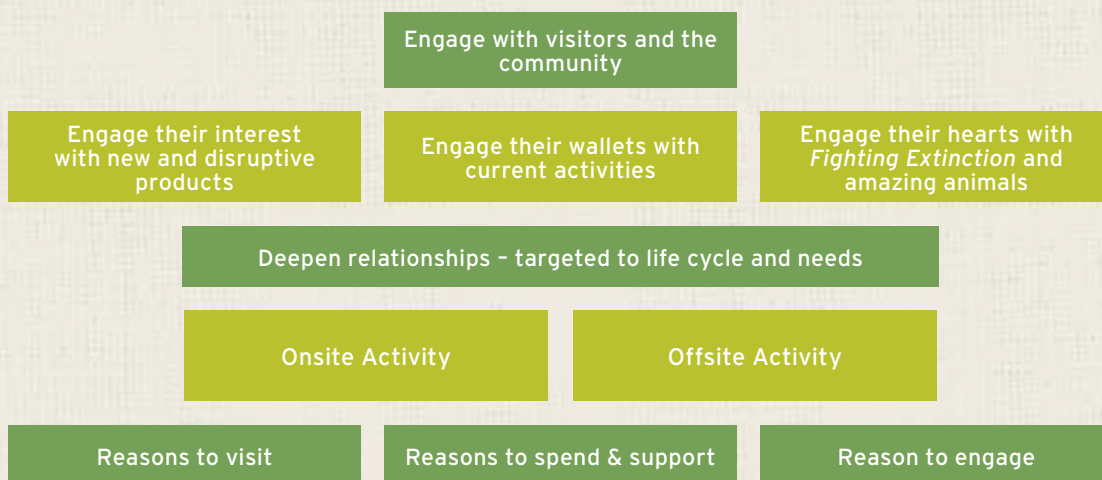 Engage with visitors and the
community
Engage their interest
with new and disruptive
products
Engage their wallets with
current activities
Engage their hearts with
Fighting Extinction and
amazing animals
Deepen relationships – targeted to life cycle and needs
Onsite Activity
Offsite Activity
Reasons to visit
Reasons to spend & support
Reason to engage